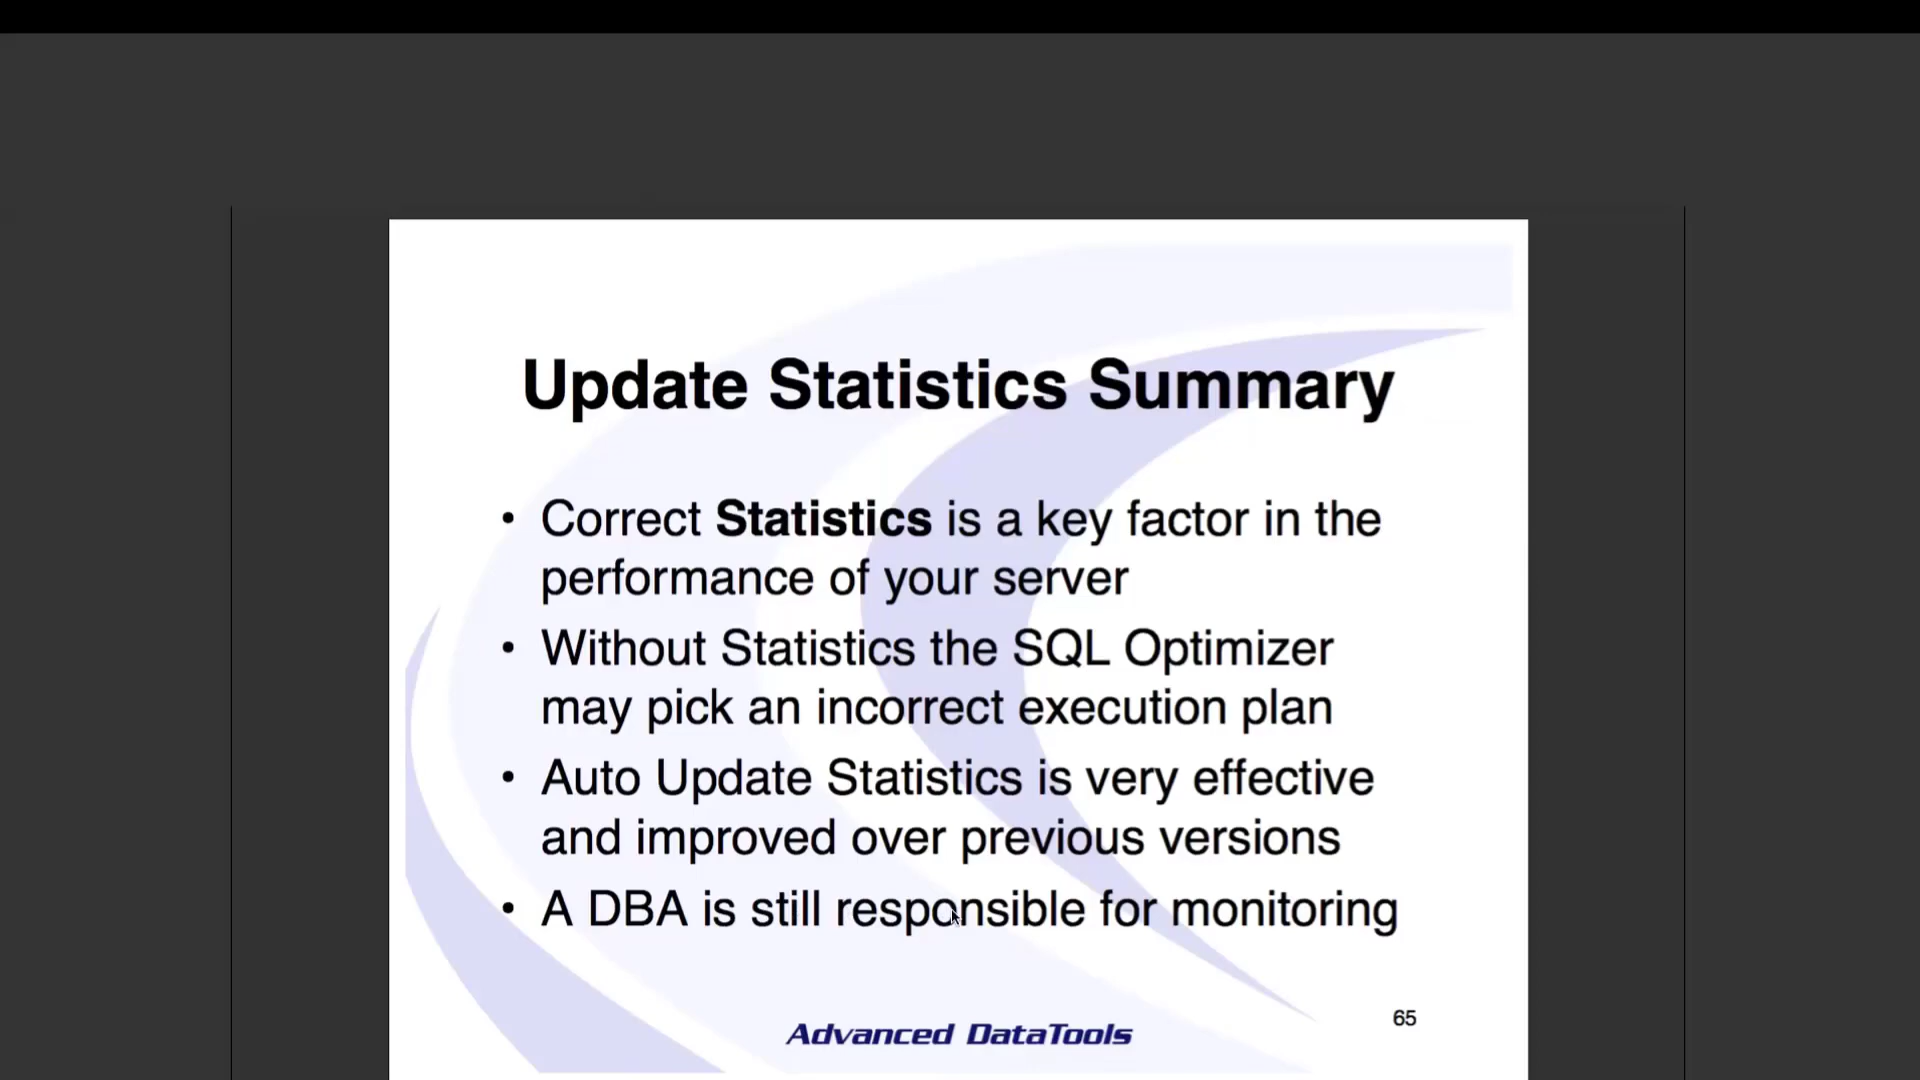 Update Statistics Summary
• Correct Statistics is a key factor in the
performance of your server
• Without Statistics the SQL Optimizer
may pick an incorrect execution plan
• Auto Update Statistics is very effective
and improved over previous versions
• A DBA is still responsible for monitoring
65
Advanced DataTools